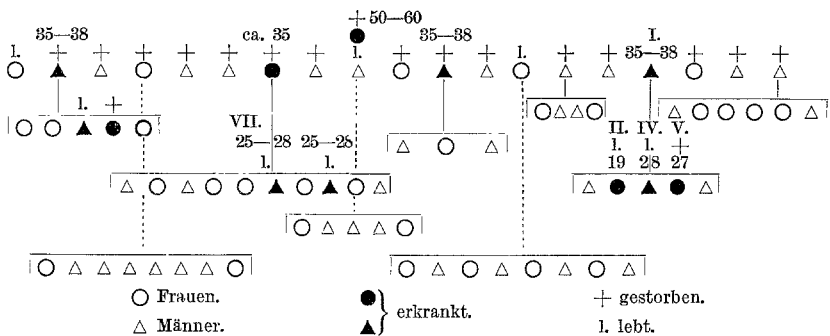 + 50—60
35—38 ca. 35 35—38 I.
l. + + + + + + + l. + + + l. + + 35—38 + + +
l. +
VII. II. IV. V.
25—28 25—28 l. l. +
l. l. 19 28 27
Frauen. erkrankt. + gestorben.
Männer. l. lebt.